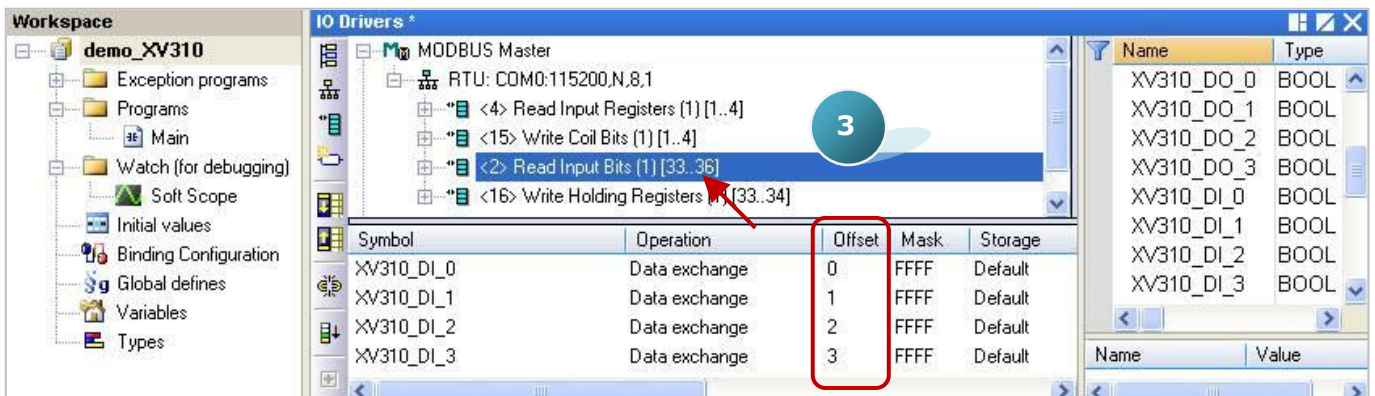 Workspace
demo_XV310
Exception programs
Programs
Main
Watch (for debugging)
Soft Scope
Initial values
Binding Configuration
Global defines
Variables
Types
IO Drivers *
MODBUS Master
RTU: COM0:115200,N,8,1
<4> Read Input Registers (1) [1..4]
<15> Write Coil Bits (1) [1..4]
<2> Read Input Bits (1) [33..36]
<16> Write Holding Registers (1) [33..34]
3
Symbol Operation Offset Mask Storage
XV310_DI_0 Data exchange 0 FFFF Default
XV310_DI_1 Data exchange 1 FFFF Default
XV310_DI_2 Data exchange 2 FFFF Default
XV310_DI_3 Data exchange 3 FFFF Default
Name Type
XV310_DO_0 BOOL
XV310_DO_1 BOOL
XV310_DO_2 BOOL
XV310_DO_3 BOOL
XV310_DI_0 BOOL
XV310_DI_1 BOOL
XV310_DI_2 BOOL
XV310_DI_3 BOOL
Name Value